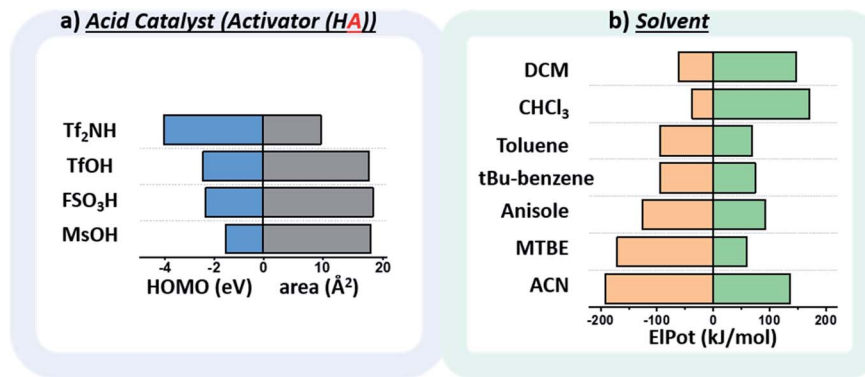 a) Acid Catalyst (Activator (HA))
Tf₂NH
TfOH
FSO₃H
MsOH
-4 -2 0 10 20
HOMO (eV) area (Å²)
b) Solvent
DCM
CHCl₃
Toluene
tBu-benzene
Anisole
MTBE
ACN
-200 -100 0 100 200
ElPot (kJ/mol)